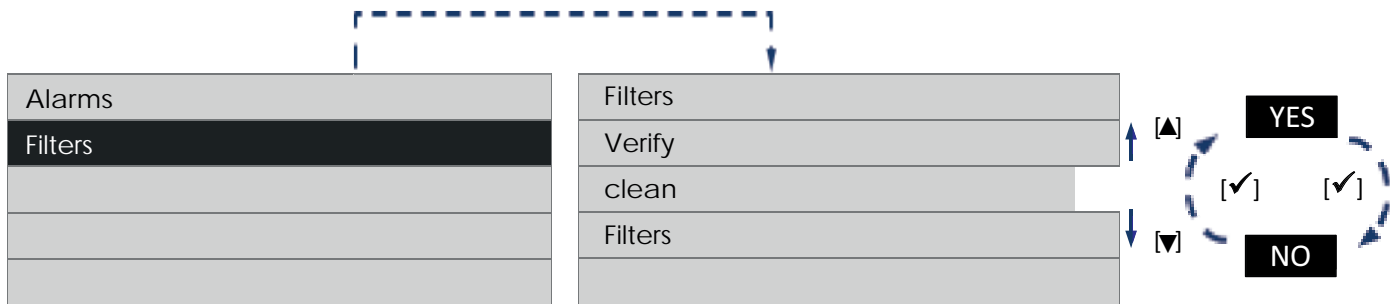 Alarms
Filters
Filters
Verify
clean
Filters
[▲]
[▼]
YES
[✓] [✓]
NO